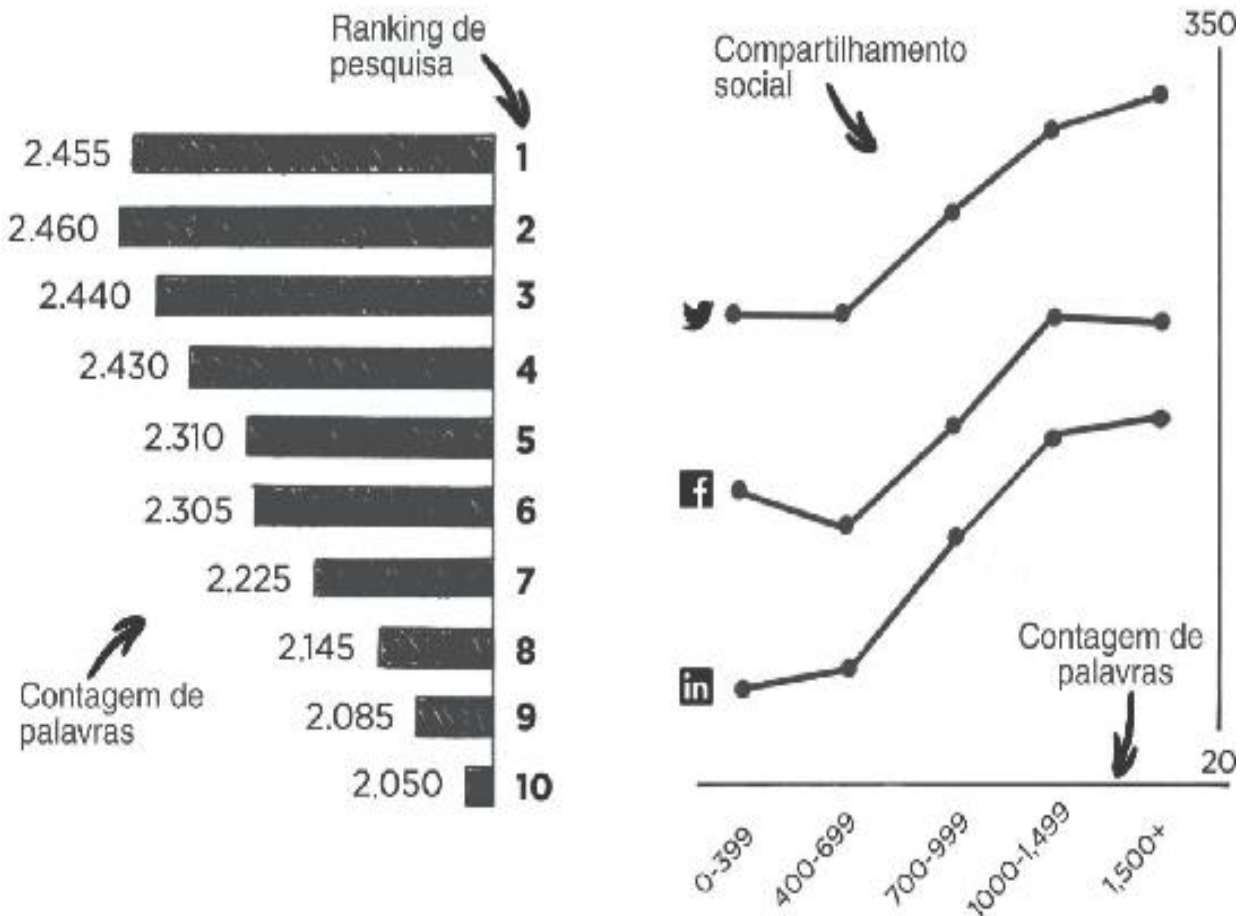 Ranking de
pesquisa
2.455 1
2.460 2
2.440 3
2.430 4
2.310 5
2.305 6
2,225 7
2,145 8
2.085 9
2,050 10
Contagem de
palavras
Compartilhamento
social
350
f
in
Contagem de
palavras
20
0-399
400-699
700-999
1000-1,499
1,500+